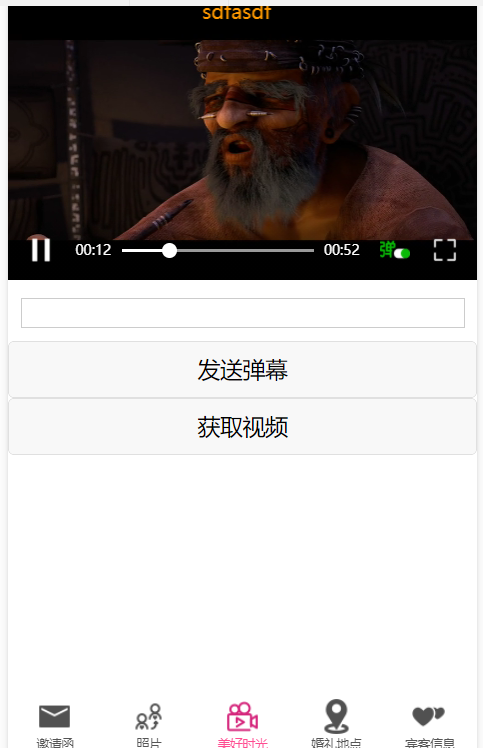 sdfasdf
00:12
00:52
弹
发送弹幕
获取视频
邀请函
照片
美好时光
婚礼地点
宾客信息